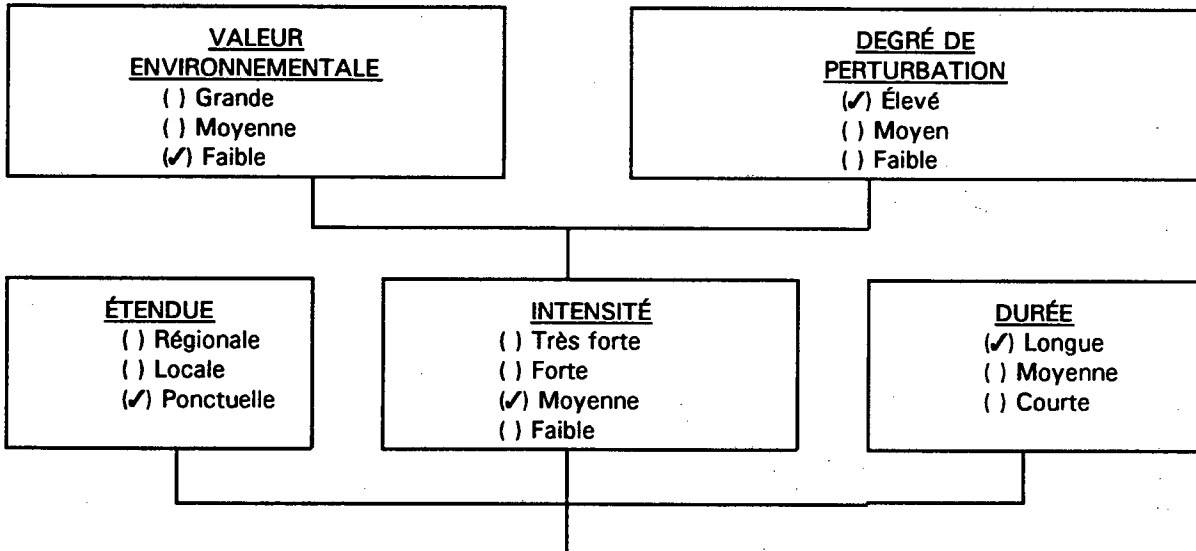 VALEUR
ENVIRONNEMENTALE
( ) Grande
( ) Moyenne
(✓) Faible
DEGRÉ DE
PERTURBATION
(✓) Élevé
( ) Moyen
( ) Faible
ÉTENDUE
( ) Régionale
( ) Locale
(✓) Ponctuelle
INTENSITÉ
( ) Très forte
( ) Forte
(✓) Moyenne
( ) Faible
DURÉE
(✓) Longue
( ) Moyenne
( ) Courte